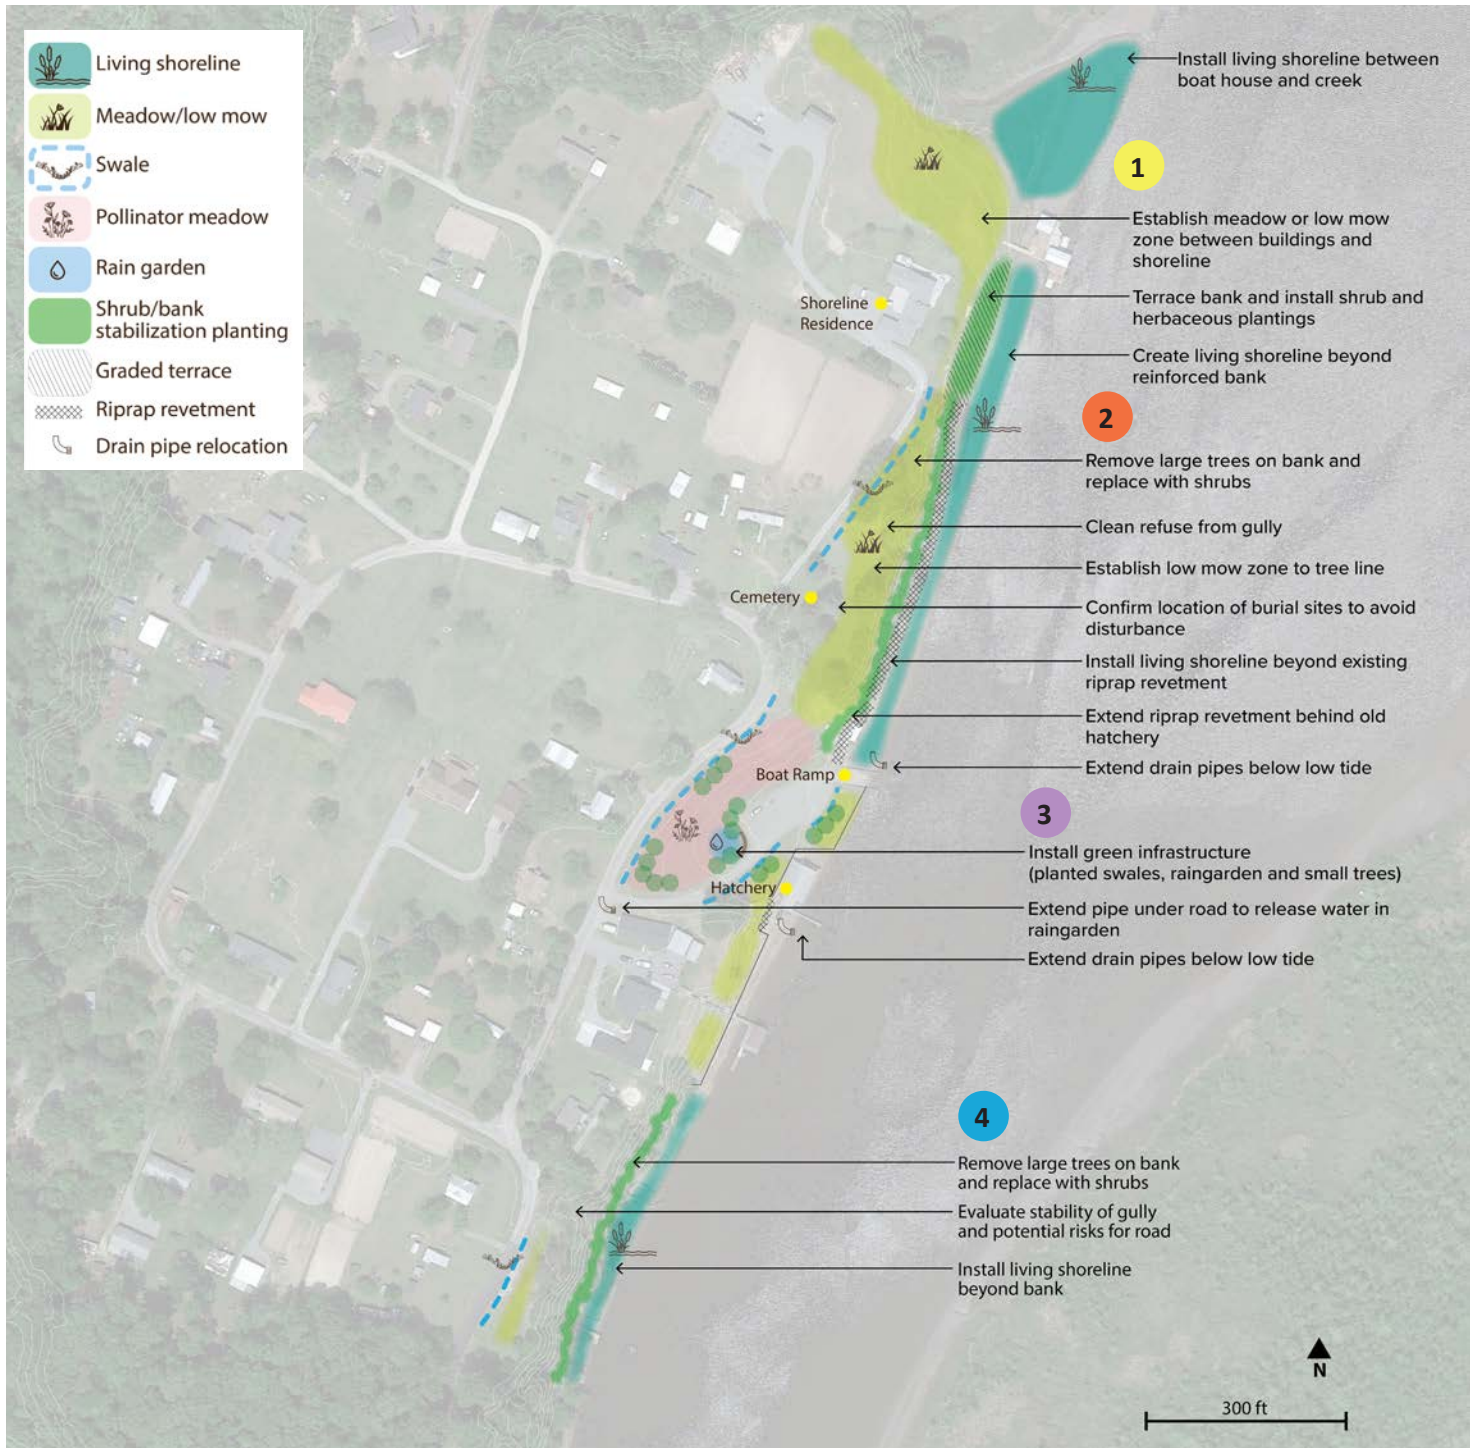 Living shoreline
Meadow/low mow
Swale
Pollinator meadow
Rain garden
Shrub/bank
stabilization planting
Graded terrace
Riprap revetment
Drain pipe relocation
Install living shoreline between
boat house and creek
1
Establish meadow or low mow
zone between buildings and
shoreline
Terrace bank and install shrub and
herbaceous plantings
Create living shoreline beyond
reinforced bank
Shoreline
Residence
2
Remove large trees on bank and
replace with shrubs
Clean refuse from gully
Establish low mow zone to tree line
Confirm location of burial sites to avoid
disturbance
Install living shoreline beyond existing
riprap revetment
Extend riprap revetment behind old
hatchery
Extend drain pipes below low tide
Cemetery
Boat Ramp
3
Install green infrastructure
(planted swales, raingarden and small trees)
Extend pipe under road to release water in
raingarden
Extend drain pipes below low tide
Hatchery
4
Remove large trees on bank
and replace with shrubs
Evaluate stability of gully
and potential risks for road
Install living shoreline
beyond bank
N
300 ft